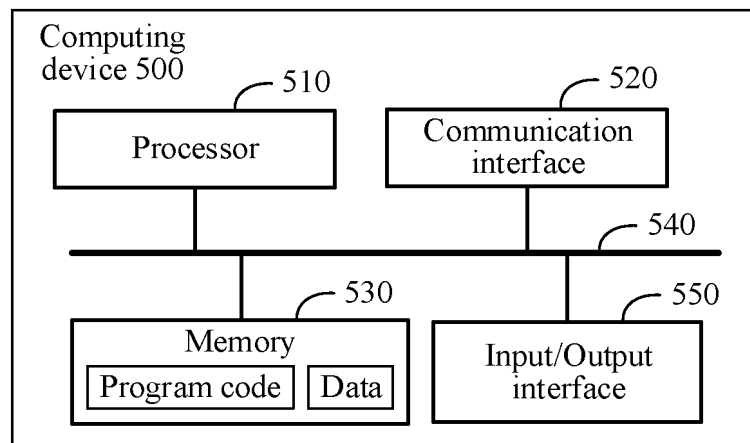 Computing
device 500
510
Processor
520
Communication
interface
540
530
Memory
Program code
Data
550
Input/Output
interface